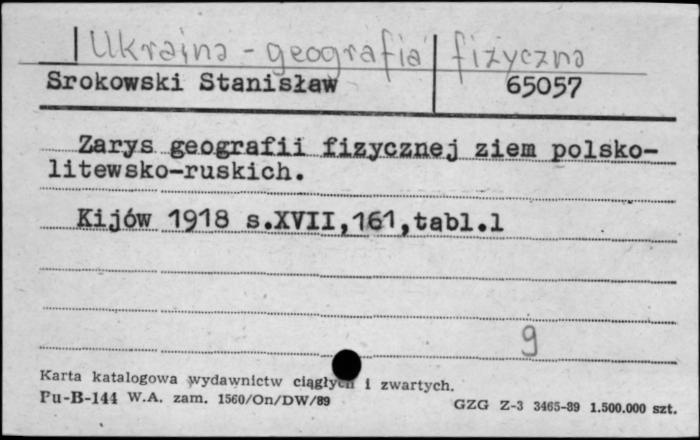 Ukraina - geografia fizyczna
Srokowski Stanisław 65057
Zarys geografii fizycznej ziem polsko-
litewsko-ruskich.
Kijów 1918 s.XVII,161,tabl.1
9
Karta katalogowa wydawnictw ciągłych i zwartych.
Pu-B-144 W.A. zam. 1560/On/DW/89
GZG Z-3 3465-89 1.500.000 szt.